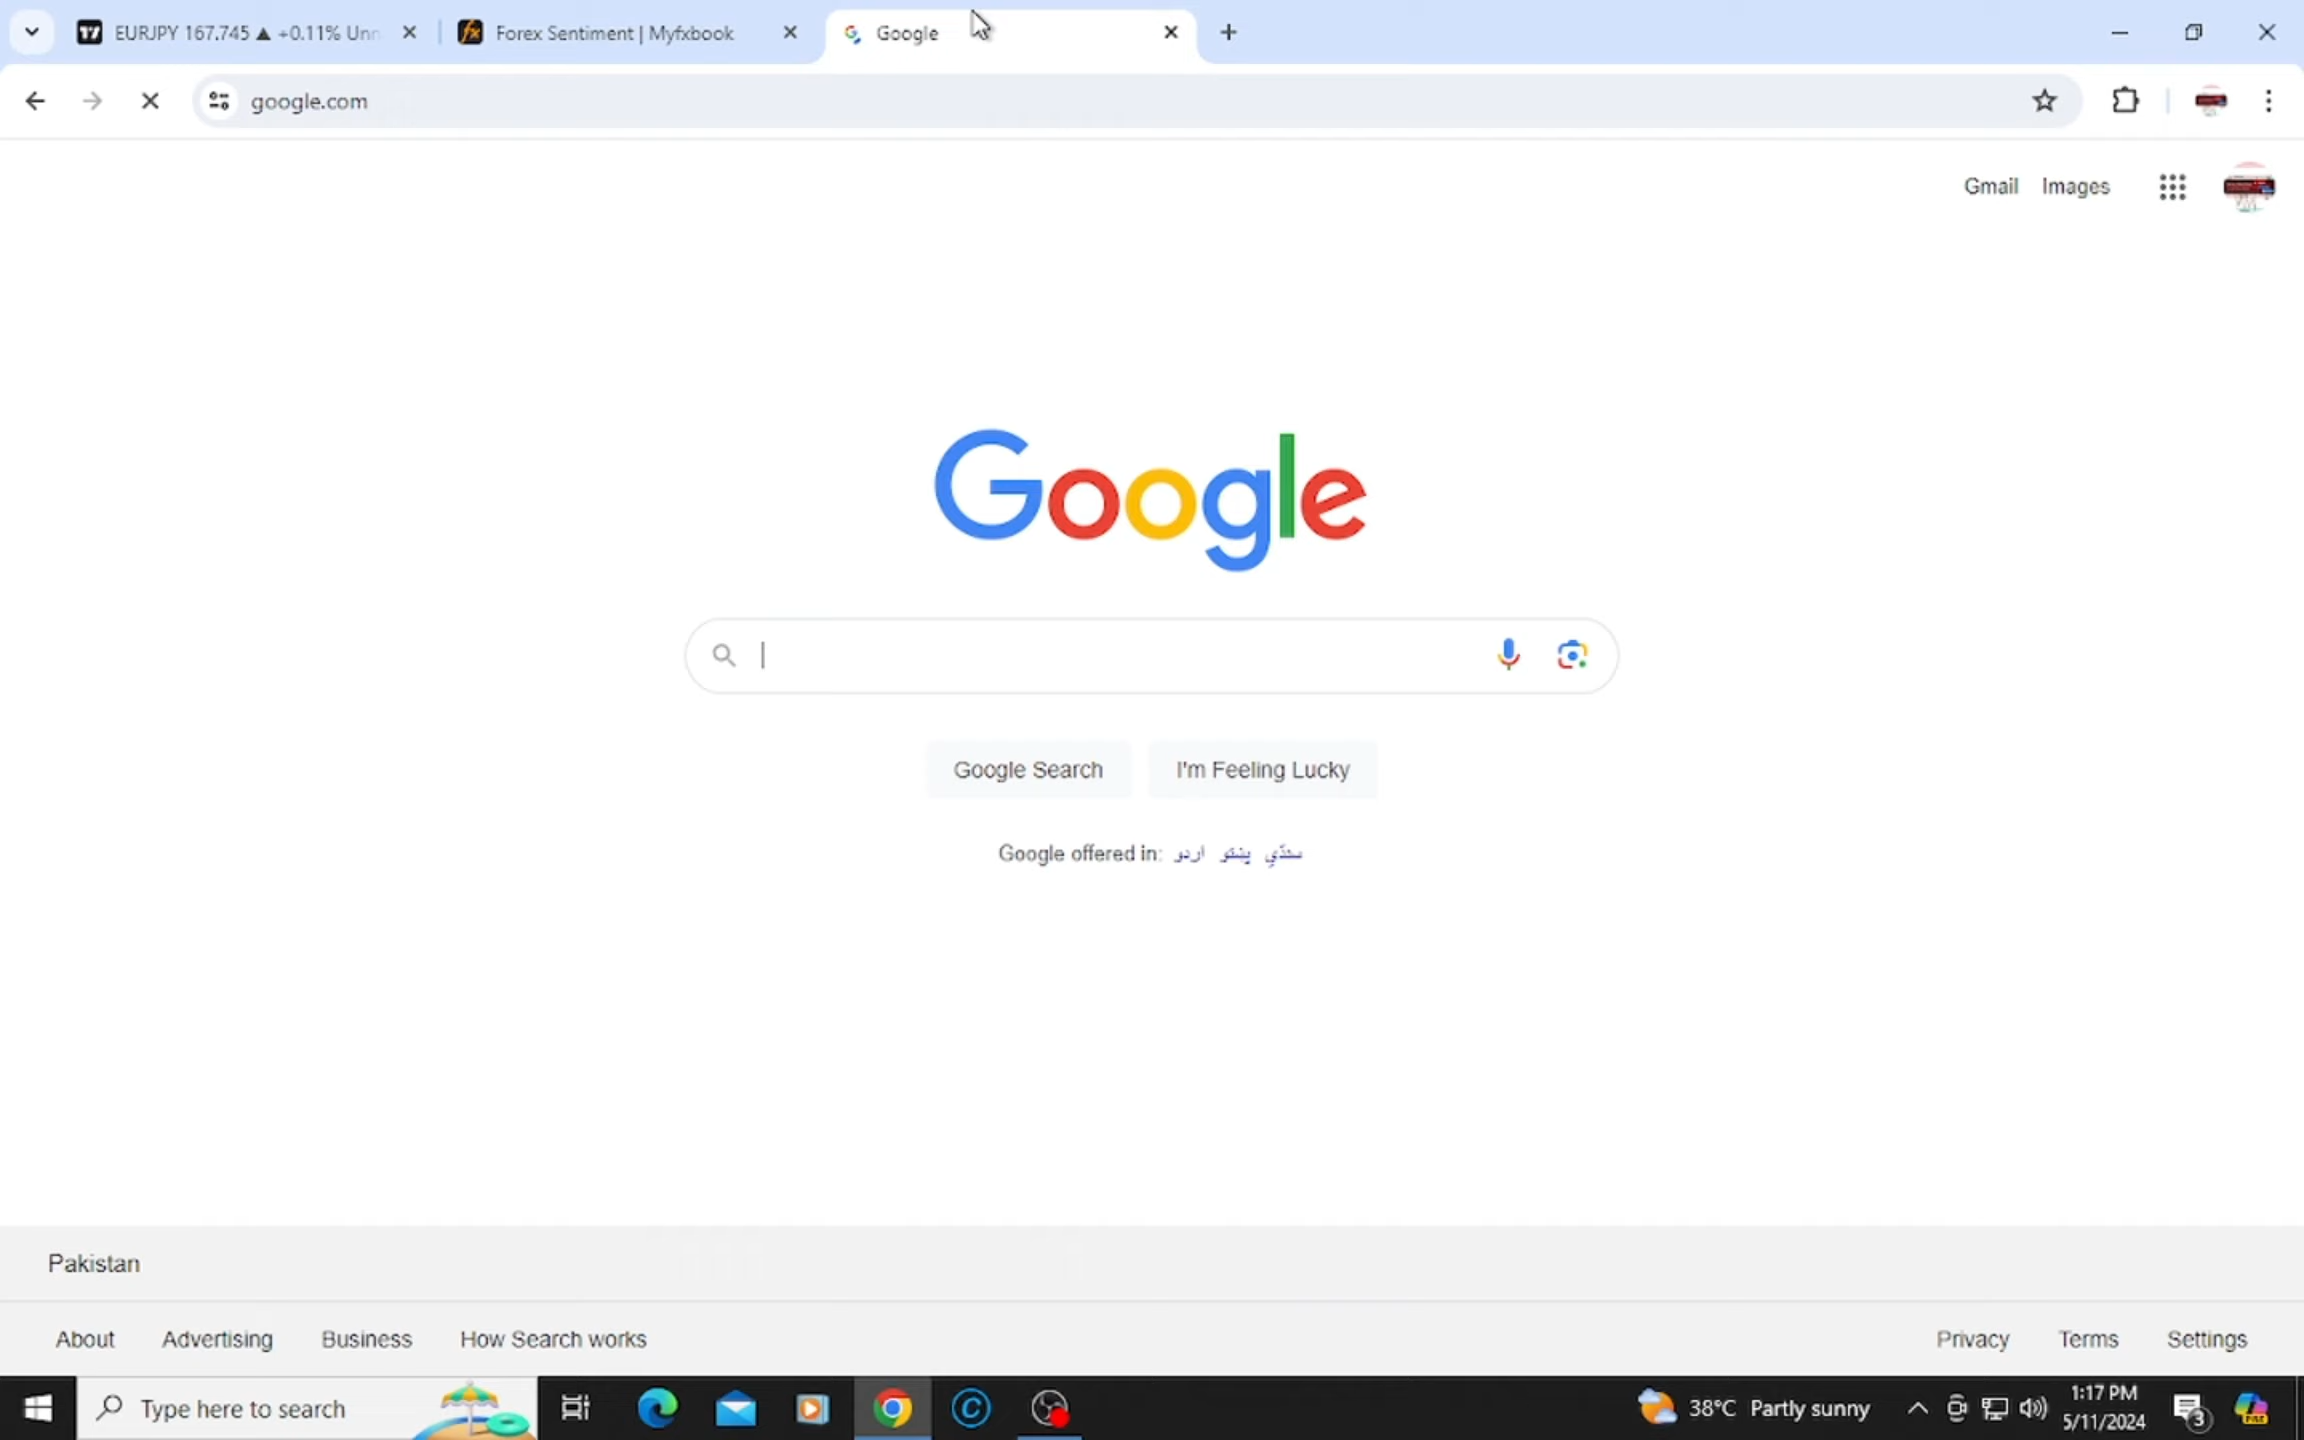 EURJPY 167.745 ▲ +0.11% Unn
Forex Sentiment | Myfxbook
Google
google.com
Gmail Images
Google
Google Search
I'm Feeling Lucky
Google offered in: اردو پښتو سنڌي
Pakistan
About Advertising Business How Search works
Privacy Terms Settings
Type here to search
38°C Partly sunny
1:17 PM
5/11/2024
3